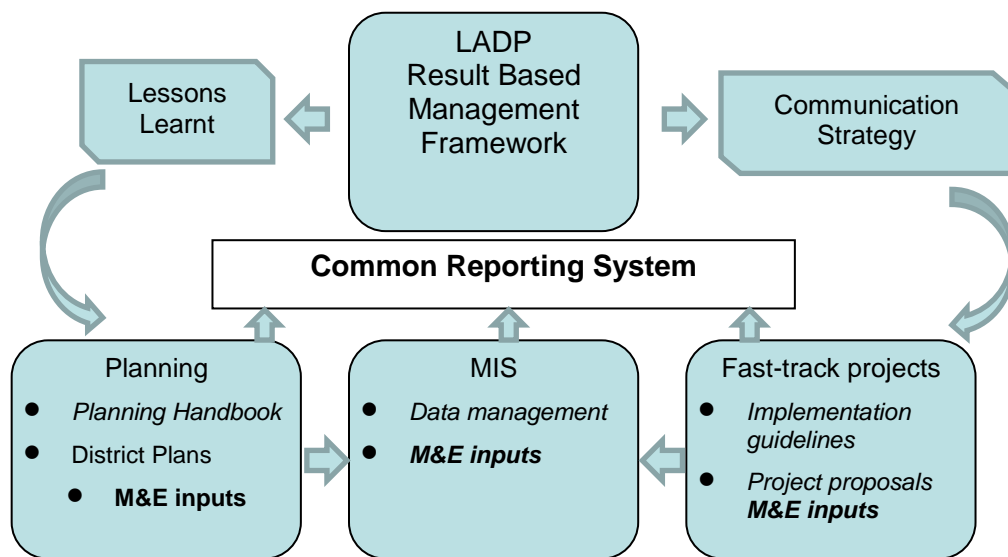 LADP
Result Based
Management
Framework
Lessons
Learnt
Communication
Strategy
Common Reporting System
Planning
● Planning Handbook
● District Plans
● M&E inputs
MIS
● Data management
● M&E inputs
Fast-track projects
● Implementation
guidelines
● Project proposals
M&E inputs